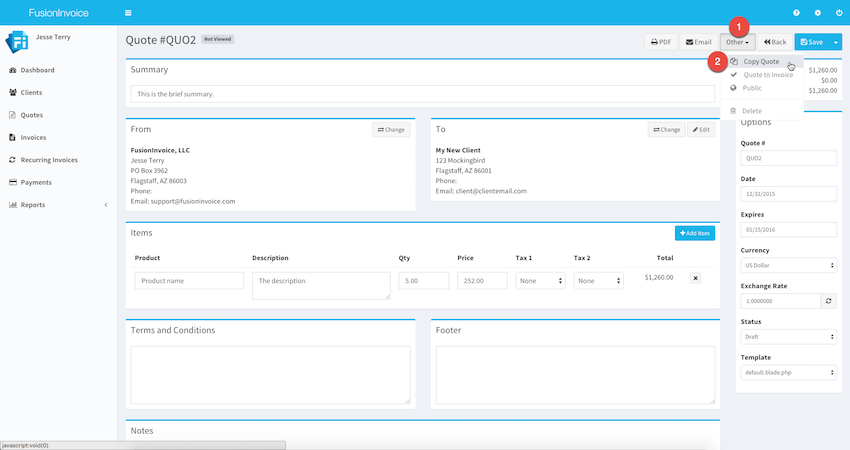 FusionInvoice
1
Jesse Terry
Quote #QUO2 Not Viewed
PDF Email Other Back Save
2
Copy Quote
Quote to Invoice
Public
Delete
Dashboard
Clients
Quotes
Invoices
Recurring Invoices
Payments
Reports
Summary
This is the brief summary.
$1,260.00
$0.00
$1,260.00
From
Change
FusionInvoice, LLC
Jesse Terry
PO Box 3962
Flagstaff, AZ 86003
Phone:
Email: support@fusioninvoice.com
To
Change Edit
My New Client
123 Mockingbird
Flagstaff, AZ 86001
Phone:
Email: client@clientemail.com
Items
Add Item
Product Description Qty Price Tax 1 Tax 2 Total
Product name The description 5.00 252.00 None None $1,260.00
Terms and Conditions
Footer
Notes
Options
Quote #
QUO2
Date
12/31/2015
Expires
01/15/2016
Currency
US Dollar
Exchange Rate
1.0000000
Status
Draft
Template
default.blade.php
javascript:void(0)